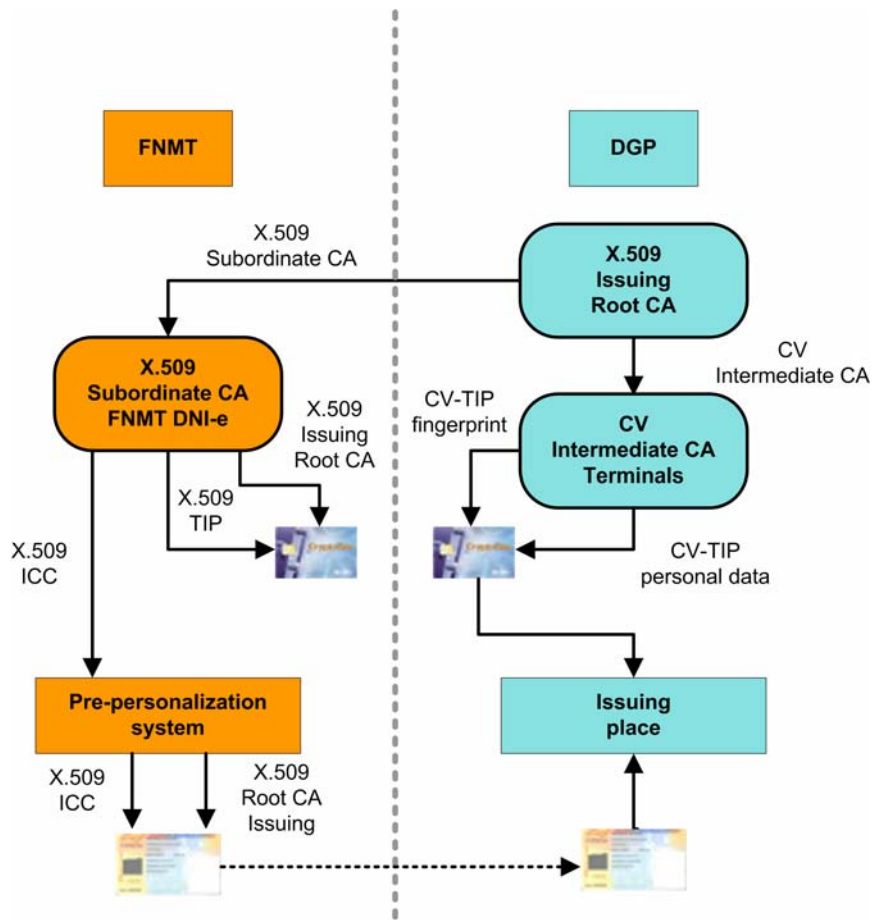 FNMT
DGP
X.509
Subordinate CA
X.509
Issuing
Root CA
X.509
Subordinate CA
FNMT DNI-e
X.509
Issuing
Root CA
CV
Intermediate CA
CV-TIP
fingerprint
CV
Intermediate CA
Terminals
X.509
TIP
X.509
ICC
CV-TIP
personal data
Pre-personalization
system
Issuing
place
X.509
ICC
X.509
Root CA
Issuing